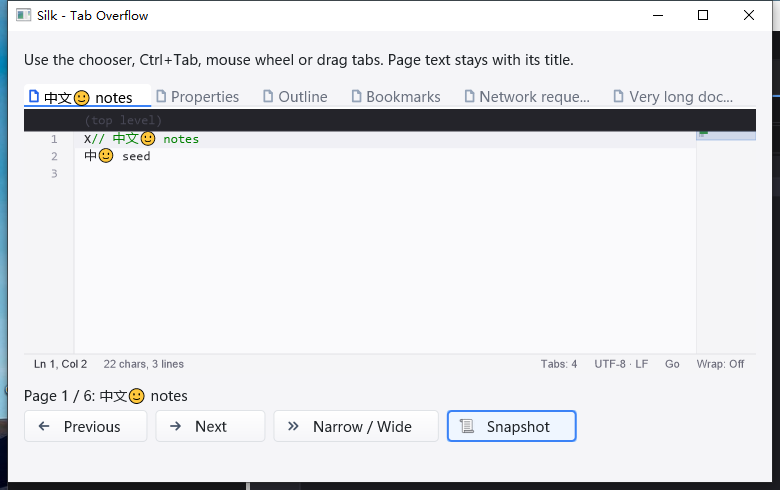 Silk - Tab Overflow
Use the chooser, Ctrl+Tab, mouse wheel or drag tabs. Page text stays with its title.
中文🙂 notes Properties Outline Bookmarks Network reque... Very long doc...
(top level)
1 X// 中文🙂 notes
2 中🙂 seed
3
Ln 1, Col 2 22 chars, 3 lines Tabs: 4 UTF-8 · LF Go Wrap: Off
Page 1 / 6: 中文🙂 notes
Previous Next Narrow / Wide Snapshot